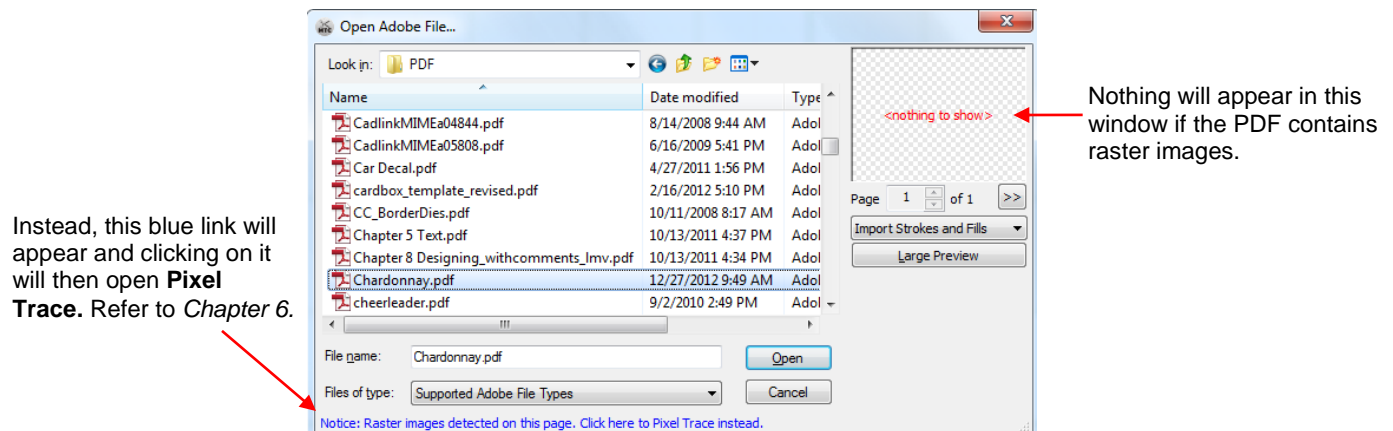 Open Adobe File...
Look in: PDF
Name Date modified Type
CadlinkMIMEa04844.pdf 8/14/2008 9:44 AM Adol
CadlinkMIMEa05808.pdf 6/16/2009 5:41 PM Adol
Car Decal.pdf 4/27/2011 1:56 PM Adol
cardbox_template_revised.pdf 2/16/2012 5:10 PM Adol
CC_BorderDies.pdf 10/11/2008 8:17 AM Adol
Chapter 5 Text.pdf 10/13/2011 4:37 PM Adol
Chapter 8 Designing_withcomments_lmv.pdf 10/13/2011 4:34 PM Adol
Chardonnay.pdf 12/27/2012 9:49 AM Adol
cheerleader.pdf 9/2/2010 2:49 PM Adol
File name: Chardonnay.pdf Open
Files of type: Supported Adobe File Types Cancel
Notice: Raster images detected on this page. Click here to Pixel Trace instead.
<nothing to show>
Page 1 of 1 >>
Import Strokes and Fills
Large Preview
Nothing will appear in this
window if the PDF contains
raster images.
Instead, this blue link will
appear and clicking on it
will then open Pixel
Trace. Refer to Chapter 6.